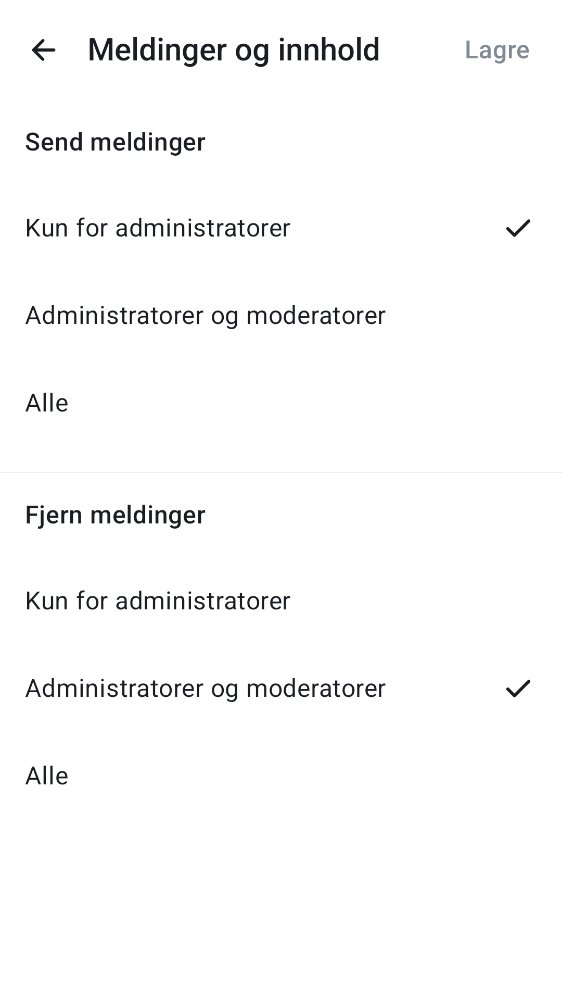 Meldinger og innhold
Lagre
Send meldinger
Kun for administratorer
Administratorer og moderatorer
Alle
Fjern meldinger
Kun for administratorer
Administratorer og moderatorer
Alle